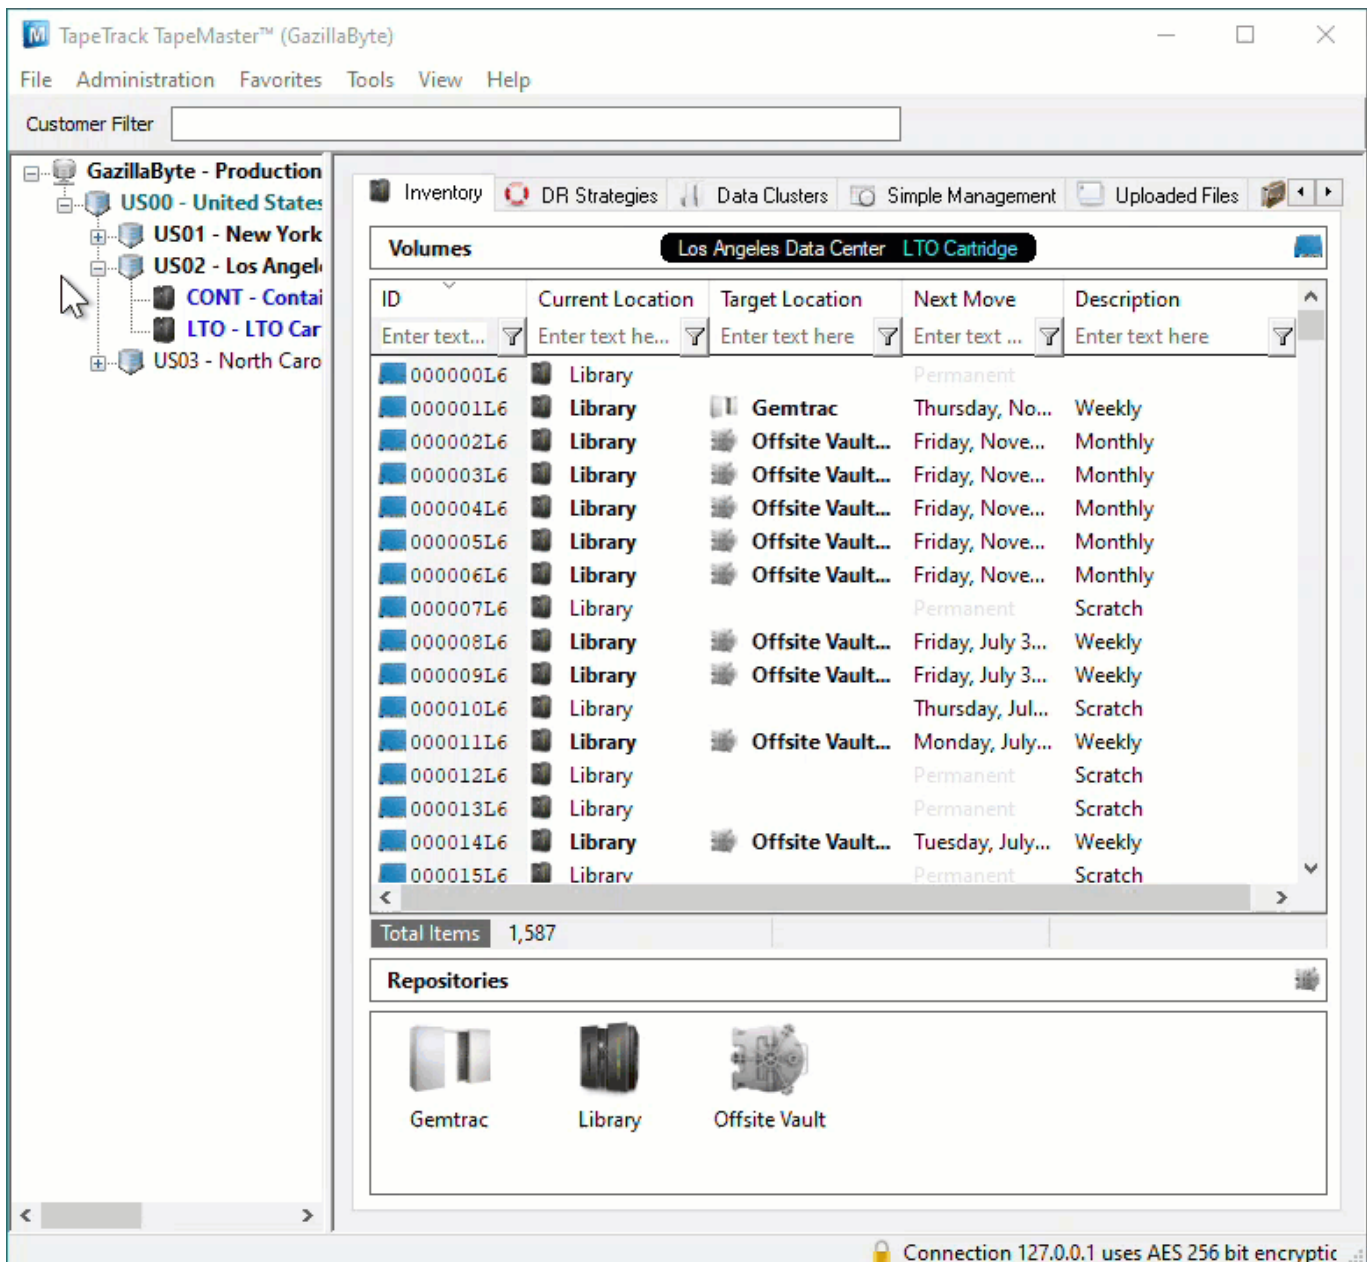 TapeTrack TapeMaster™ (GazillaByte)
File Administration Favorites Tools View Help
Customer Filter
GazillaByte - Production
US00 - United States
US01 - New York
US02 - Los Angel
CONT - Contai
LTO - LTO Car
US03 - North Caro
Inventory DR Strategies Data Clusters Simple Management Uploaded Files
Volumes Los Angeles Data Center LTO Cartridge
ID Current Location Target Location Next Move Description
Enter text... Enter text he... Enter text here Enter text ... Enter text here
000000L6 Library Permanent
000001L6 Library Gemtrac Thursday, No... Weekly
000002L6 Library Offsite Vault... Friday, Nove... Monthly
000003L6 Library Offsite Vault... Friday, Nove... Monthly
000004L6 Library Offsite Vault... Friday, Nove... Monthly
000005L6 Library Offsite Vault... Friday, Nove... Monthly
000006L6 Library Offsite Vault... Friday, Nove... Monthly
000007L6 Library Permanent Scratch
000008L6 Library Offsite Vault... Friday, July 3... Weekly
000009L6 Library Offsite Vault... Friday, July 3... Weekly
000010L6 Library Thursday, Jul... Scratch
000011L6 Library Offsite Vault... Monday, July... Weekly
000012L6 Library Permanent Scratch
000013L6 Library Permanent Scratch
000014L6 Library Offsite Vault... Tuesday, July... Weekly
000015L6 Library Permanent Scratch
Total Items 1,587
Repositories
Gemtrac Library Offsite Vault
Connection 127.0.0.1 uses AES 256 bit encryptic